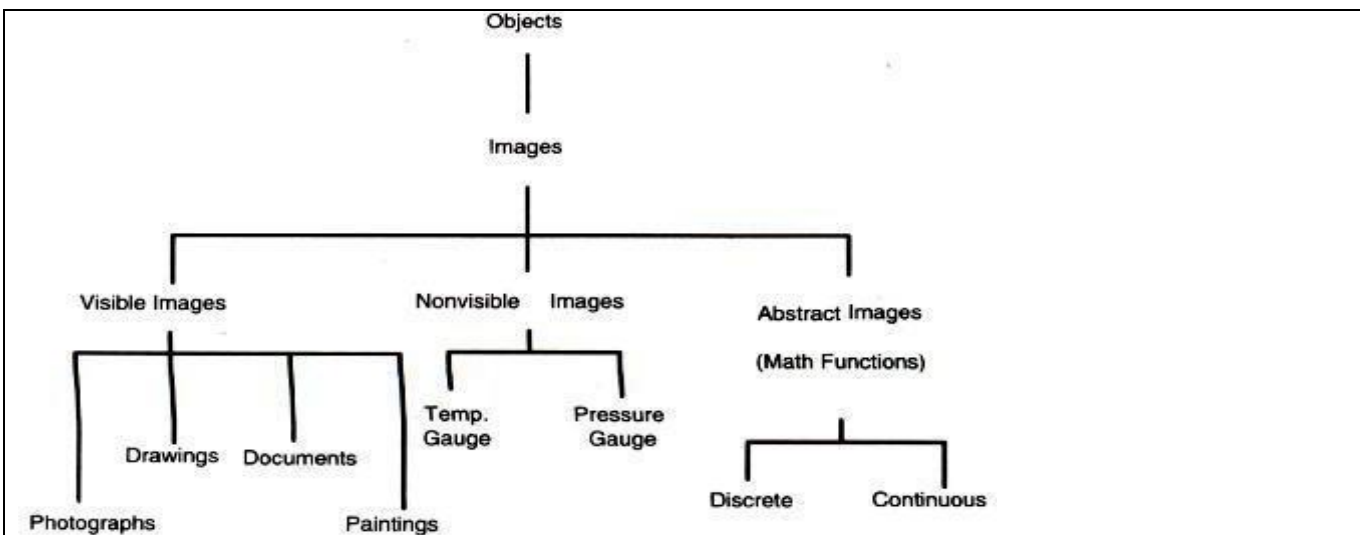 Objects
Images
Visible Images
Nonvisible Images
Abstract Images
(Math Functions)
Temp.
Gauge
Pressure
Gauge
Drawings
Documents
Discrete
Continuous
Photographs
Paintings